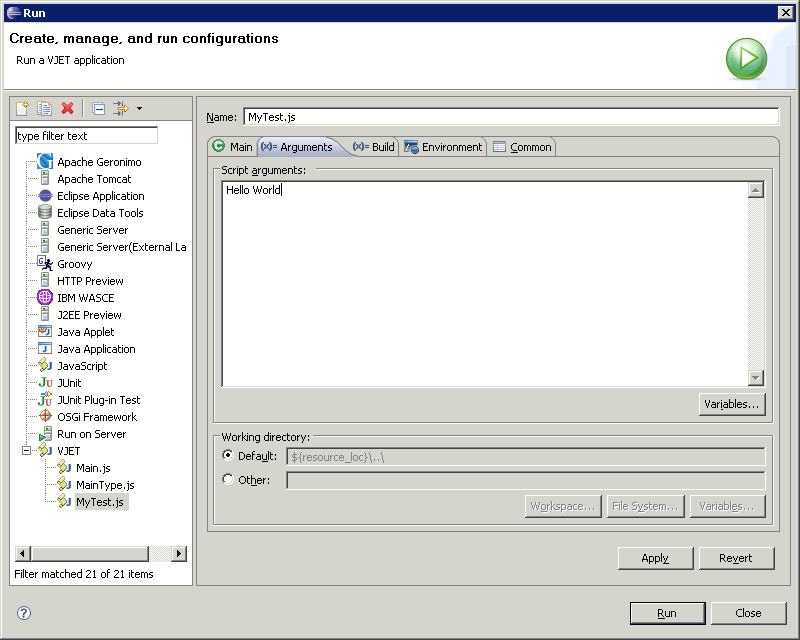 Run
Create, manage, and run configurations
Run a VJET application
type filter text
Apache Geronimo
Apache Tomcat
Eclipse Application
Eclipse Data Tools
Generic Server
Generic Server(External La
Groovy
HTTP Preview
IBM WASCE
J2EE Preview
Java Applet
Java Application
JavaScript
JUnit
JUnit Plug-in Test
OSGi Framework
Run on Server
VJET
Main.js
MainType.js
MyTest.js
Filter matched 21 of 21 items
Name: MyTest.js
Main (x)= Arguments (x)= Build Environment Common
Script arguments:
Hello World
Variables...
Working directory:
Default: ${resource_loc}\..\
Other:
Workspace... File System... Variables...
Apply Revert
Run Close